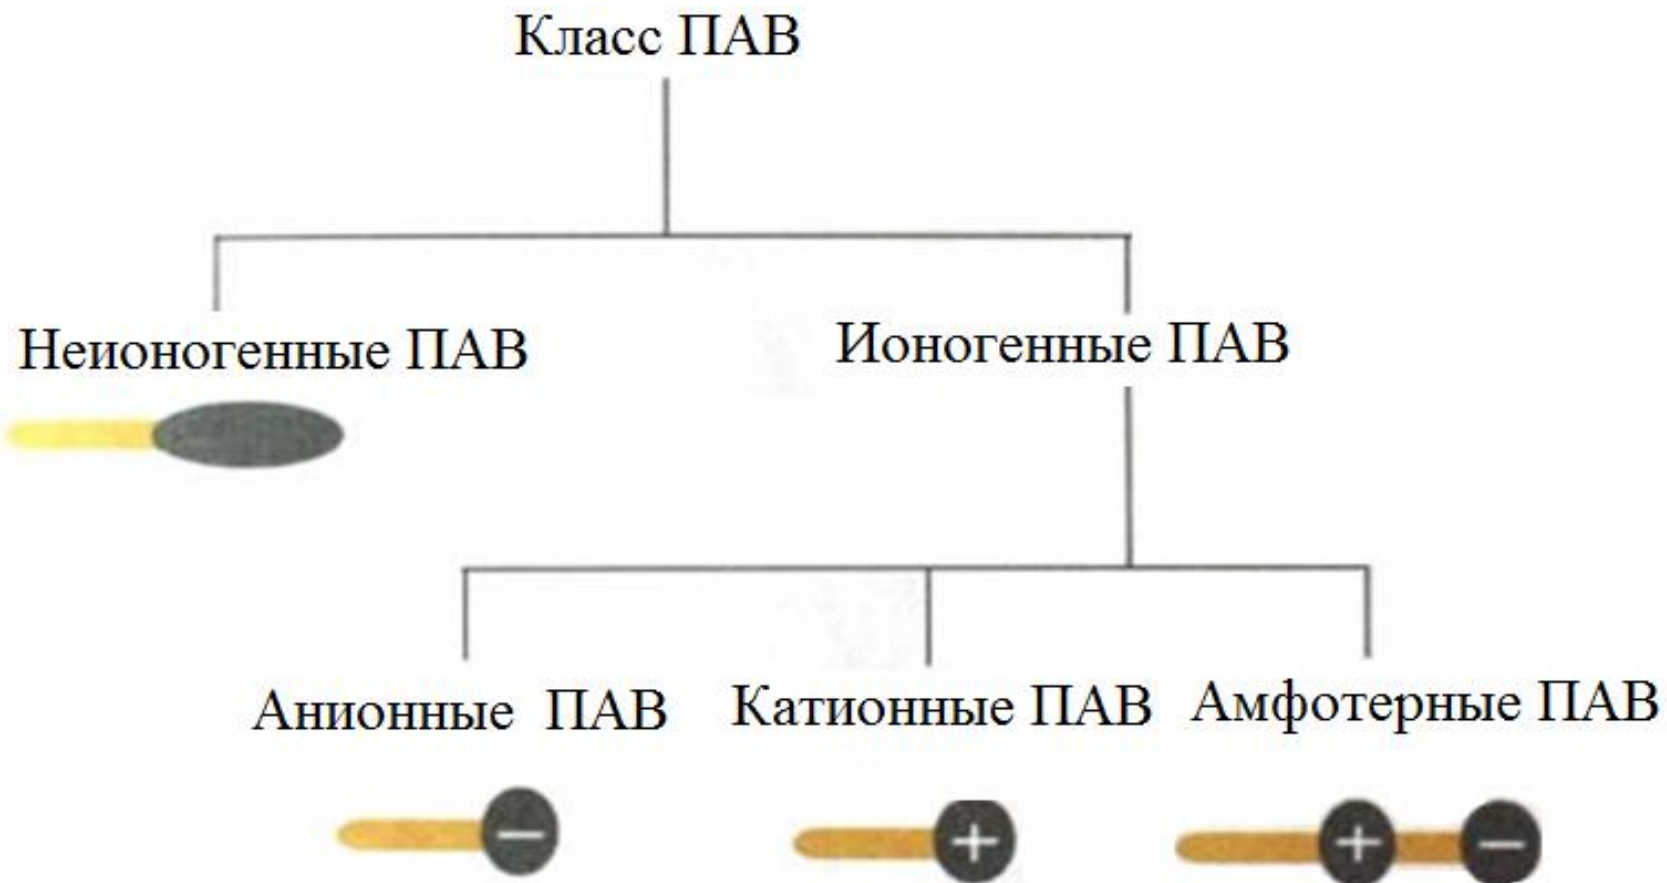 Класс ПАВ
Неионогенные ПАВ
Ионогенные ПАВ
Анионные ПАВ
Катионные ПАВ
Амфотерные ПАВ
−
+
+ −